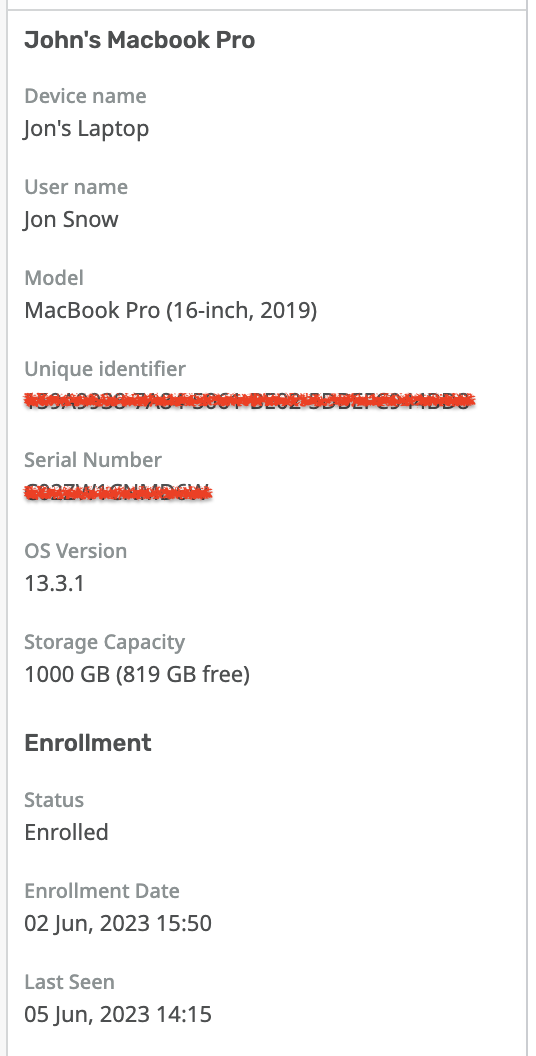 John's Macbook Pro
Device name
Jon's Laptop
User name
Jon Snow
Model
MacBook Pro (16-inch, 2019)
Unique identifier
Serial Number
OS Version
13.3.1
Storage Capacity
1000 GB (819 GB free)
Enrollment
Status
Enrolled
Enrollment Date
02 Jun, 2023 15:50
Last Seen
05 Jun, 2023 14:15